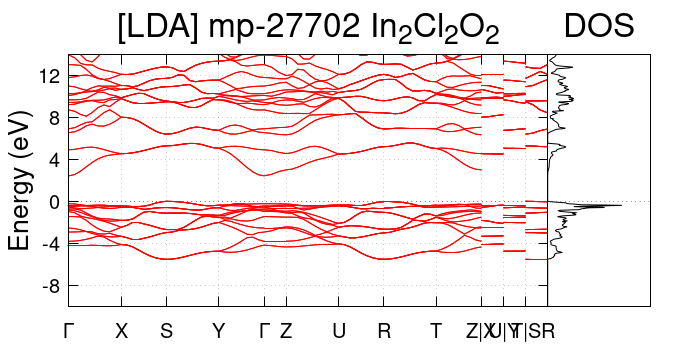 [LDA] mp-27702 In2Cl2O2 DOS
Energy (eV)
12
8
4
0
-4
-8
Γ X S Y Γ Z U R T Z|X U|Y T|S R